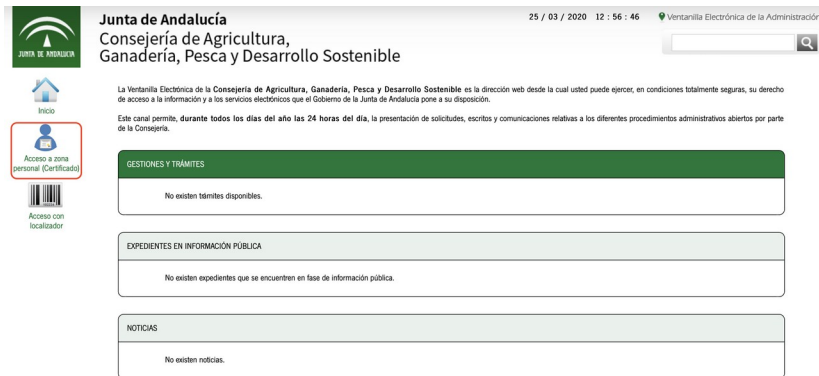 JUNTA DE ANDALUCIA
Junta de Andalucía
Consejería de Agricultura,
Ganadería, Pesca y Desarrollo Sostenible
25 / 03 / 2020 12 : 56 : 46
Ventanilla Electrónica de la Administración
Inicio
Acceso a zona
personal (Certificado)
Acceso con
localizador
La Ventanilla Electrónica de la Consejería de Agricultura, Ganadería, Pesca y Desarrollo Sostenible es la dirección web desde la cual usted puede ejercer, en condiciones totalmente seguras, su derecho
de acceso a la información y a los servicios electrónicos que el Gobierno de la Junta de Andalucía pone a su disposición.
Este canal permite, durante todos los días del año las 24 horas del día, la presentación de solicitudes, escritos y comunicaciones relativas a los diferentes procedimientos administrativos abiertos por parte
de la Consejería.
GESTIONES Y TRÁMITES
No existen trámites disponibles.
EXPEDIENTES EN INFORMACIÓN PÚBLICA
No existen expedientes que se encuentren en fase de información pública.
NOTICIAS
No existen noticias.